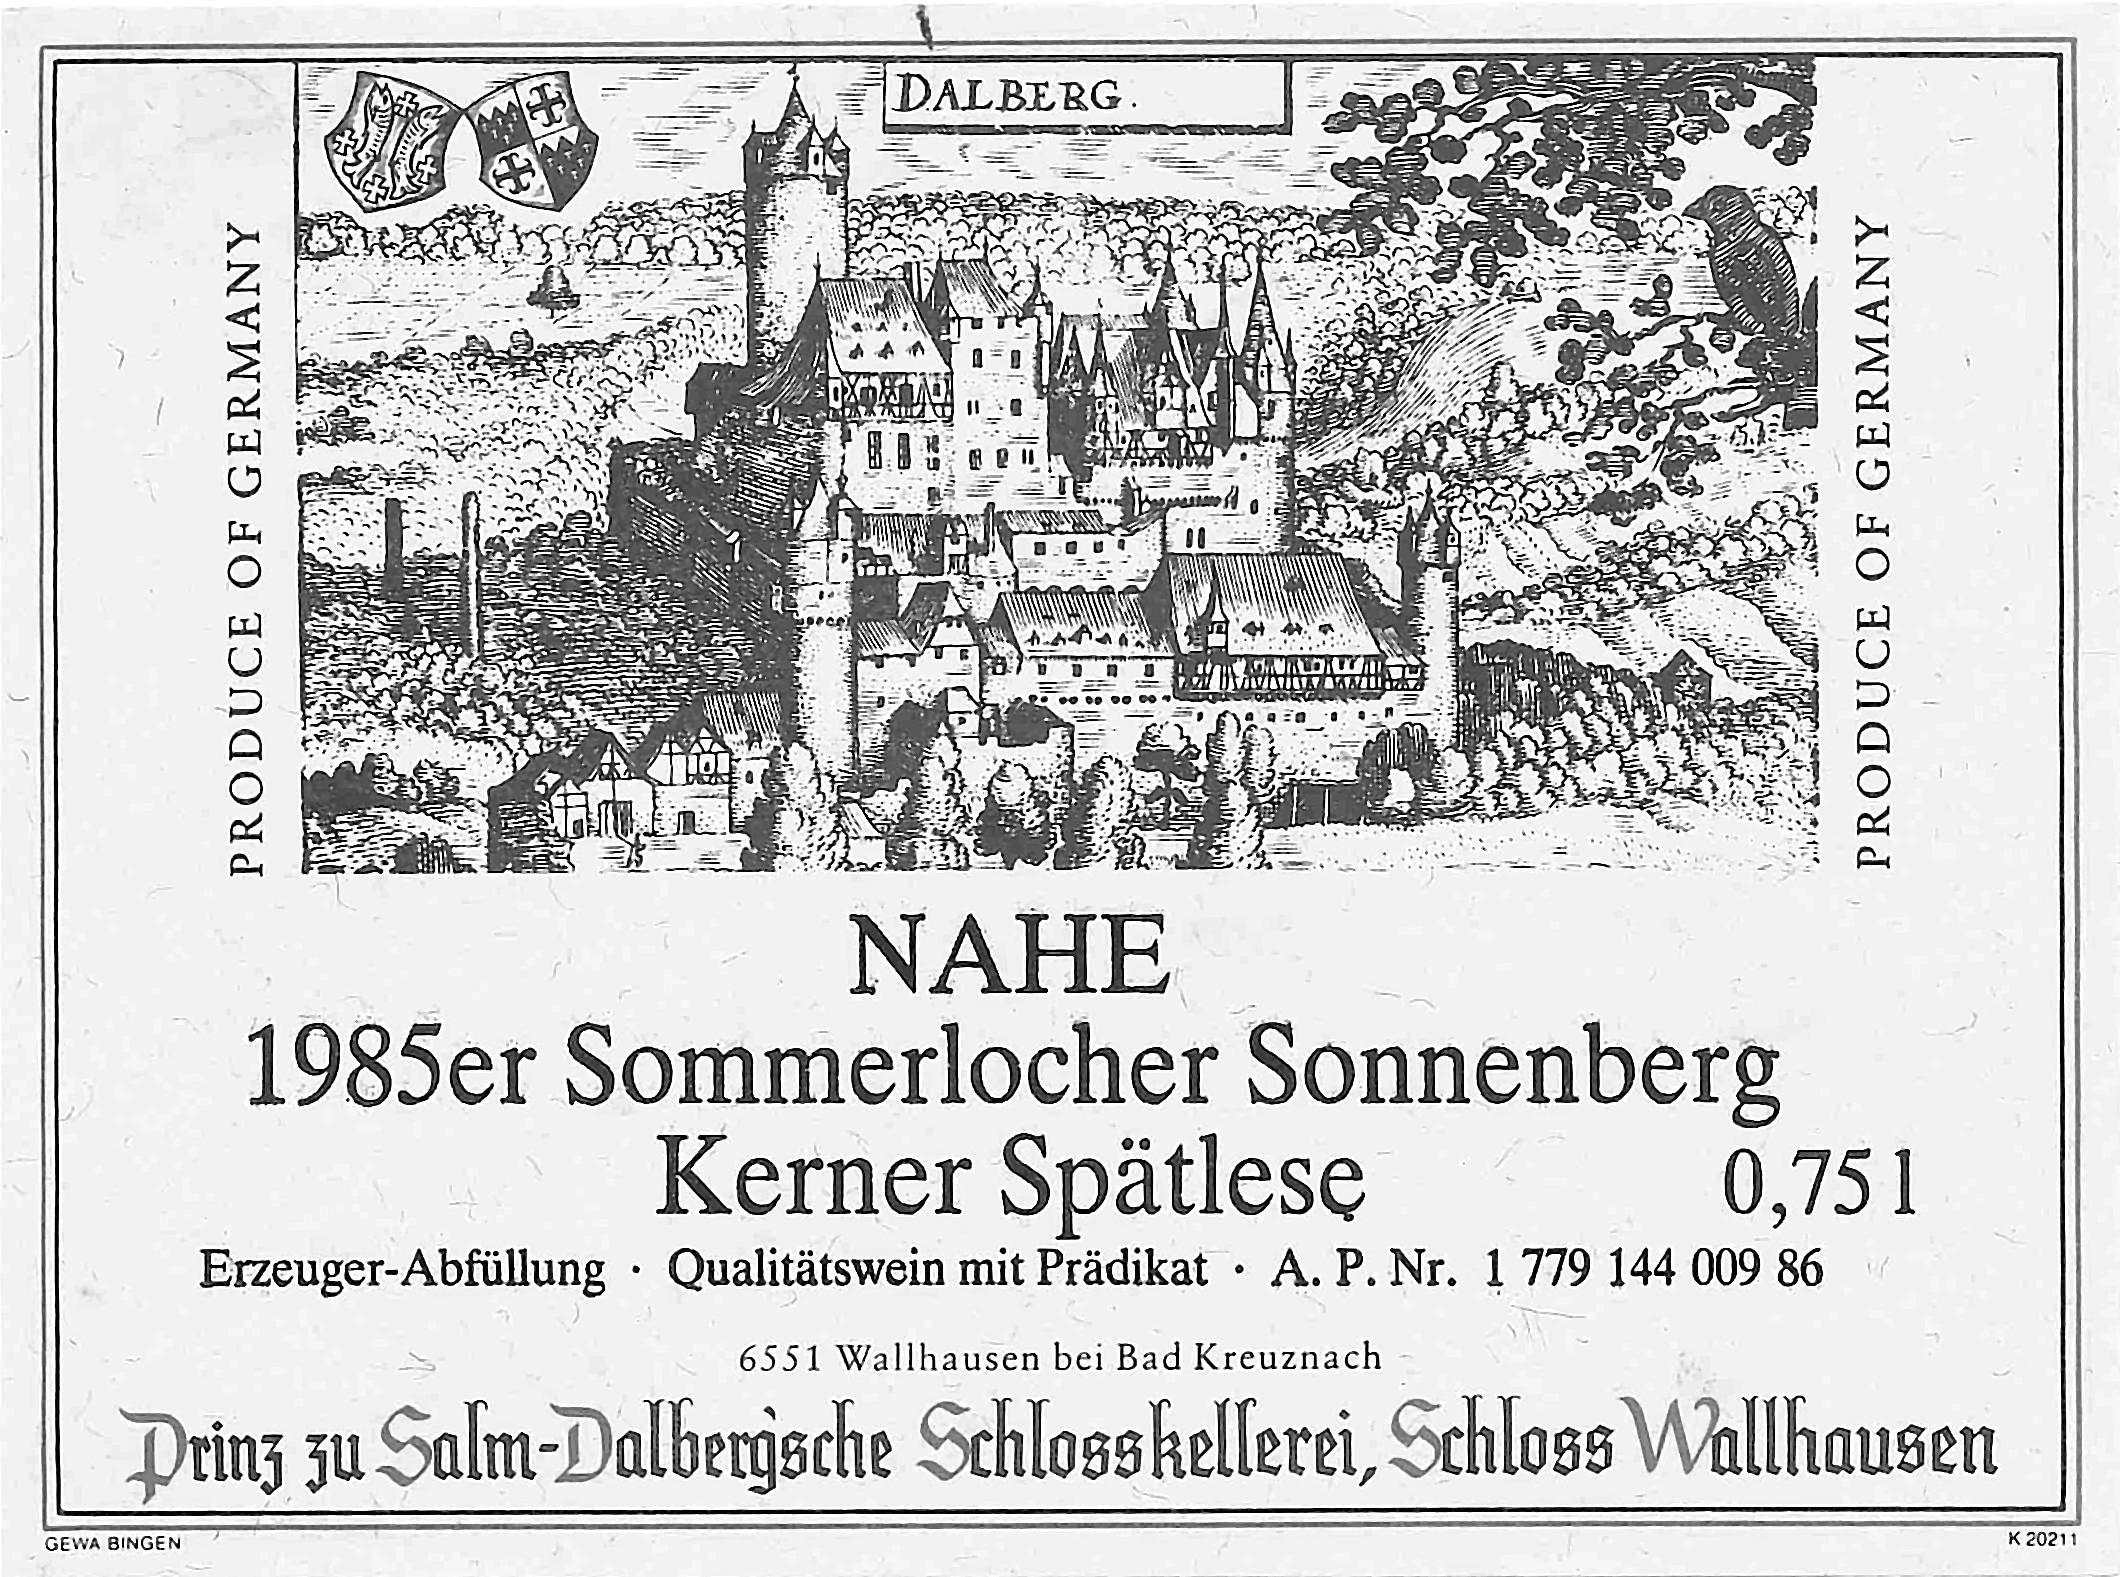 DALBERG.
PRODUCE OF GERMANY
PRODUCE OF GERMANY
NAHE
1985er Sommerlocher Sonnenberg
Kerner Spätlese
0,75 l
Erzeuger-Abfüllung · Qualitätswein mit Prädikat · A. P. Nr. 1 779 144 009 86
6551 Wallhausen bei Bad Kreuznach
Prinz zu Salm-Dalberg'sche Schlosskellerei, Schloss Wallhausen
GEWA BINGEN
K 20211